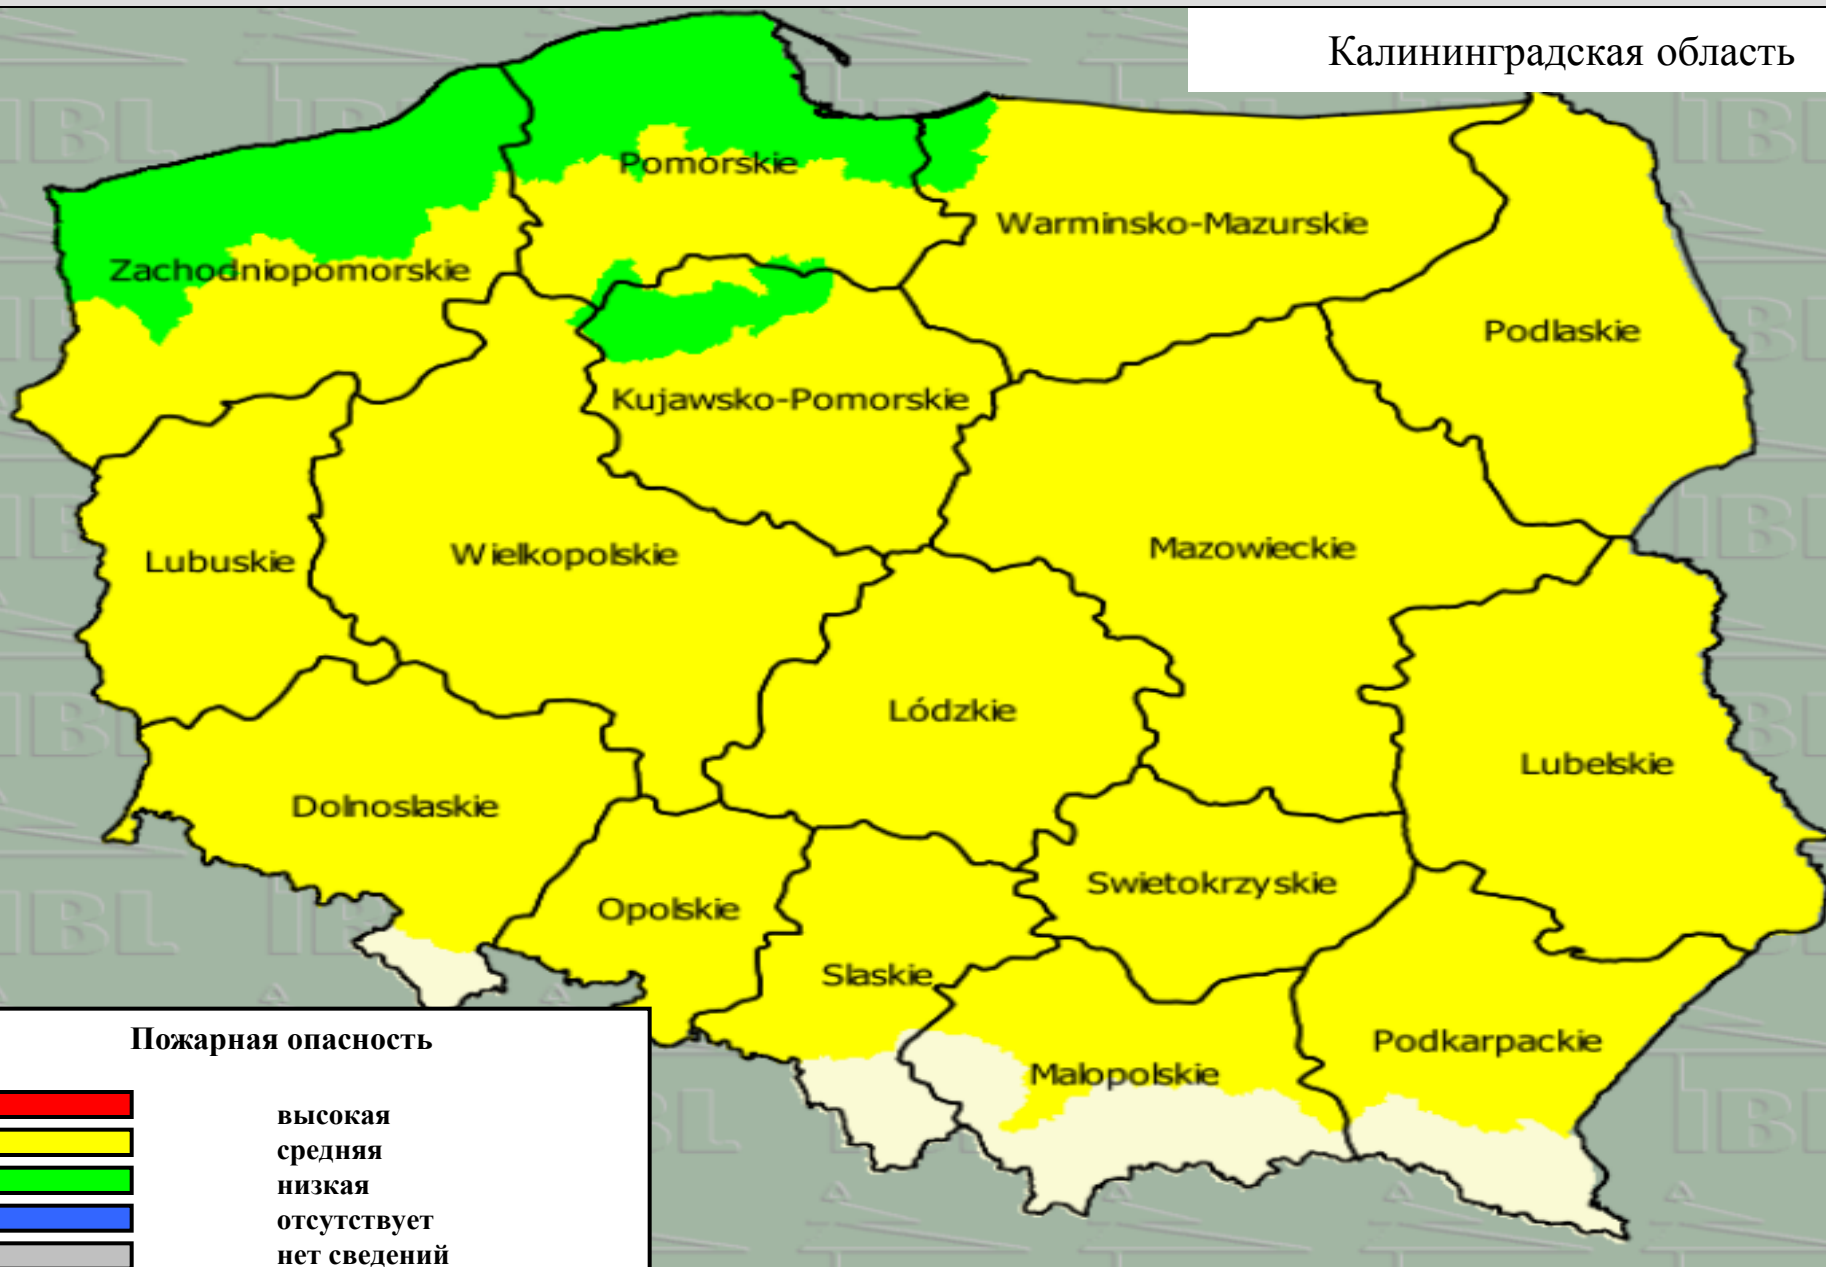 Калининградская область
Pomorskie
Warminsko-Mazurskie
Zachodniopomorskie
Podlaskie
Kujawsko-Pomorskie
Lubuskie
Wielkopolskie
Mazowieckie
Lódzkie
Lubelskie
Dolnoslaskie
Swietokrzyskie
Opolskie
Slaskie
Podkarpackie
Malopolskie
Пожарная опасность
высокая
средняя
низкая
отсутствует
нет сведений
IBL